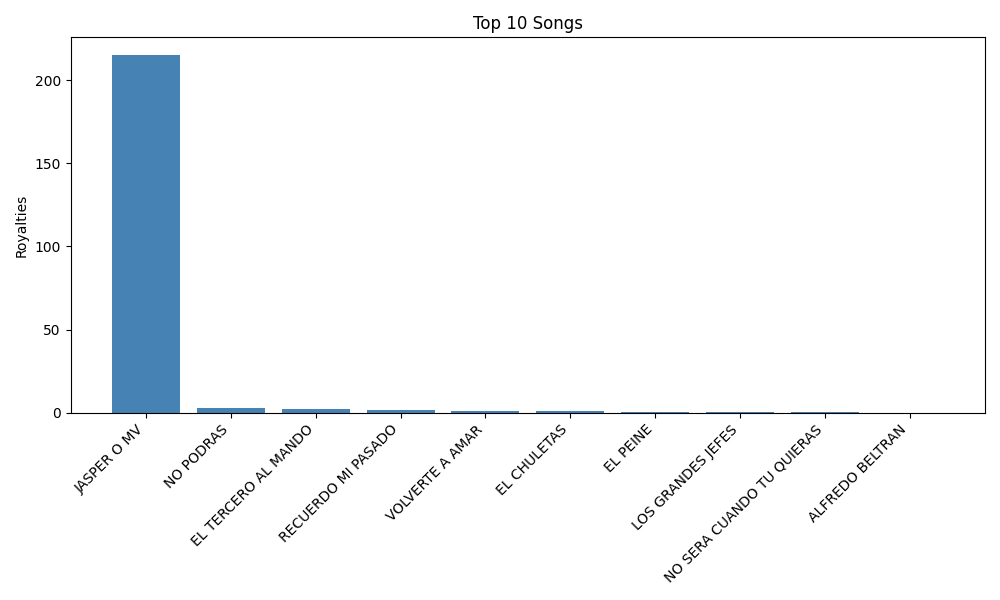 Top 10 Songs
Royalties
200
150
100
50
0
JASPER O MV
NO PODRAS
EL TERCERO AL MANDO
RECUERDO MI PASADO
VOLVERTE A AMAR
EL CHULETAS
EL PEINE
LOS GRANDES JEFES
NO SERA CUANDO TU QUIERAS
ALFREDO BELTRAN